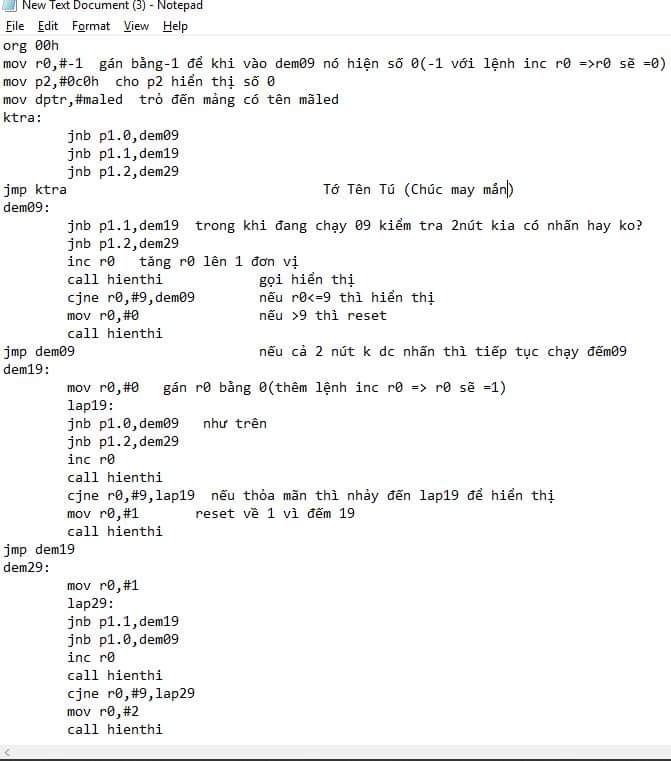 New Text Document (3) - Notepad
File Edit Format View Help
org 00h
mov r0,#-1  gán bằng-1 để khi vào dem09 nó hiện số 0(-1 với lệnh inc r0 =>r0 sẽ =0)
mov p2,#0c0h  cho p2 hiển thị số 0
mov dptr,#maled  trỏ đến mảng có tên mãled
ktra:
jnb p1.0,dem09
jnb p1.1,dem19
jnb p1.2,dem29
jmp ktra Tớ Tên Tú (Chúc may mắn)
dem09:
jnb p1.1,dem19  trong khi đang chạy 09 kiểm tra 2nút kia có nhấn hay ko?
jnb p1.2,dem29
inc r0   tăng r0 lên 1 đơn vị
call hienthi gọi hiển thị
cjne r0,#9,dem09 nếu r0<=9 thì hiển thị
mov r0,#0 nếu >9 thì reset
call hienthi
jmp dem09 nếu cả 2 nút k dc nhấn thì tiếp tục chạy đếm09
dem19:
mov r0,#0   gán r0 bằng 0(thêm lệnh inc r0 => r0 sẽ =1)
lap19:
jnb p1.0,dem09   như trên
jnb p1.2,dem29
inc r0
call hienthi
cjne r0,#9,lap19  nếu thỏa mãn thì nhảy đến lap19 để hiển thị
mov r0,#1 reset về 1 vì đếm 19
call hienthi
jmp dem19
dem29:
mov r0,#1
lap29:
jnb p1.1,dem19
jnb p1.0,dem09
inc r0
call hienthi
cjne r0,#9,lap29
mov r0,#2
call hienthi